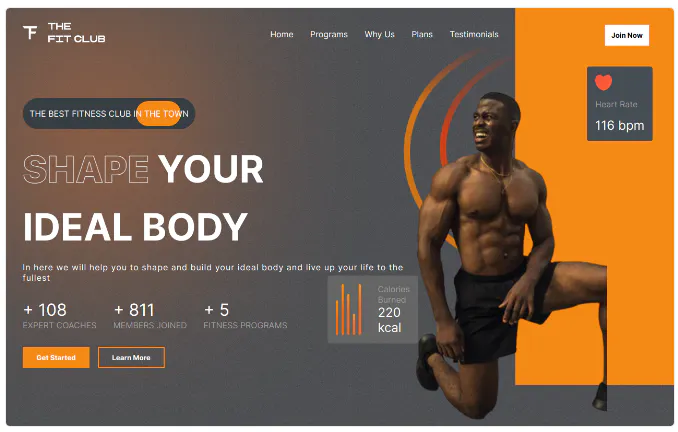 THE
FIT CLUB
Home Programs Why Us Plans Testimonials
Join Now
Heart Rate
116 bpm
THE BEST FITNESS CLUB IN THE TOWN
SHAPE YOUR
IDEAL BODY
In here we will help you to shape and build your ideal body and live up your life to the
fullest
Calories
Burned
220
kcal
+ 108 + 811 + 5
EXPERT COACHES MEMBERS JOINED FITNESS PROGRAMS
Get Started Learn More